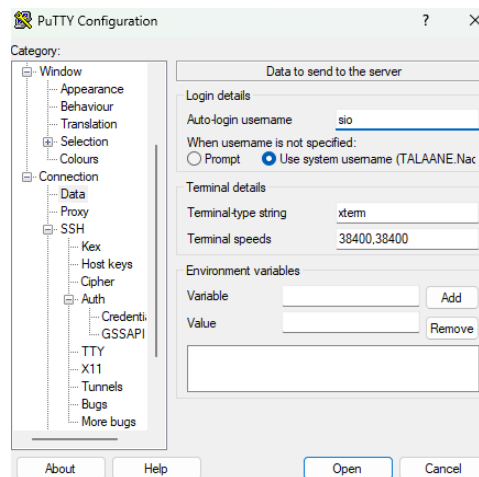 PuTTY Configuration
Category:
Window
Appearance
Behaviour
Translation
Selection
Colours
Connection
Data
Proxy
SSH
Kex
Host keys
Cipher
Auth
Credenti
GSSAPI
TTY
X11
Tunnels
Bugs
More bugs
Data to send to the server
Login details
Auto-login username sio
When username is not specified:
Prompt Use system username (TALAANE.Nac
Terminal details
Terminal-type string xterm
Terminal speeds 38400,38400
Environment variables
Variable Add
Value Remove
About Help Open Cancel